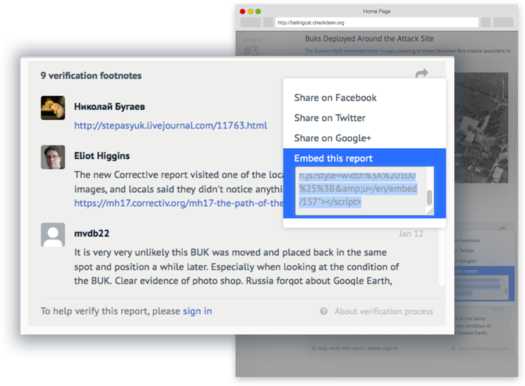 Home Page
http://bellingcat.checkdesk.org
#3
Buks Deployed Around the Attack Site
9 verification footnotes
Николай Бугаев
http://stepasyuk.livejournal.com/11763.html
Eliot Higgins
The new Correct!ve report visited one of the loca
images, and locals said they didn't notice anythi
https://mh17.correctiv.org/mh17-the-path-of-the
mvdb22
Jan 12
It is very very unlikely this BUK was moved and placed back in the same
spot and position a while later. Especially when looking at the condition of
the BUK. Clear evidence of photo shop. Russia forgot about Google Earth,
To help verify this report, please sign in
About verification process
Share on Facebook
Share on Twitter
Share on Google+
Embed this report
n.js/style=width%3A%20100
%25%3B&amp;u=/en/embed
/157"></script>